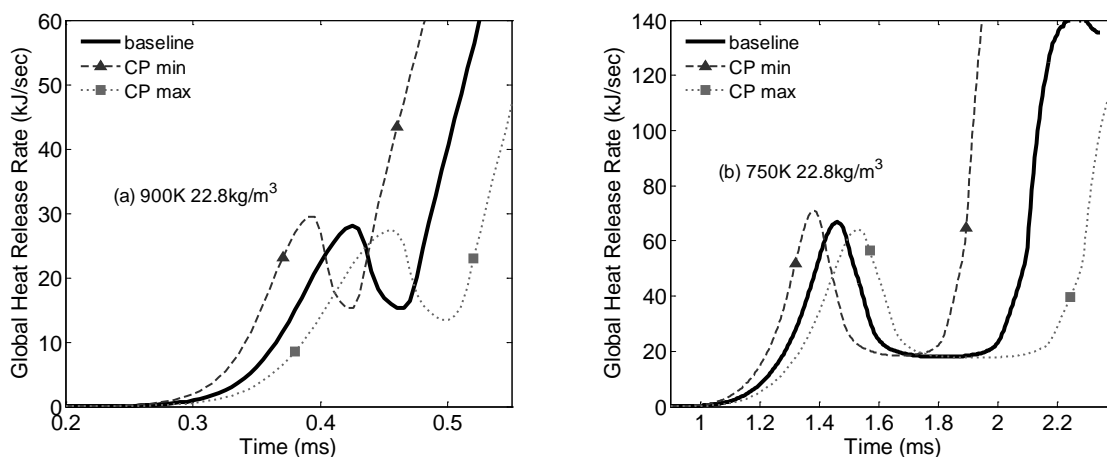 60
50
40
30
20
10
0
Global Heat Release Rate (kJ/sec)
baseline
CP min
CP max
(a) 900K 22.8kg/m³
0.2 0.3 0.4 0.5
Time (ms)
140
120
100
80
60
40
20
0
Global Heat Release Rate (kJ/sec)
baseline
CP min
CP max
(b) 750K 22.8kg/m³
1 1.2 1.4 1.6 1.8 2 2.2
Time (ms)